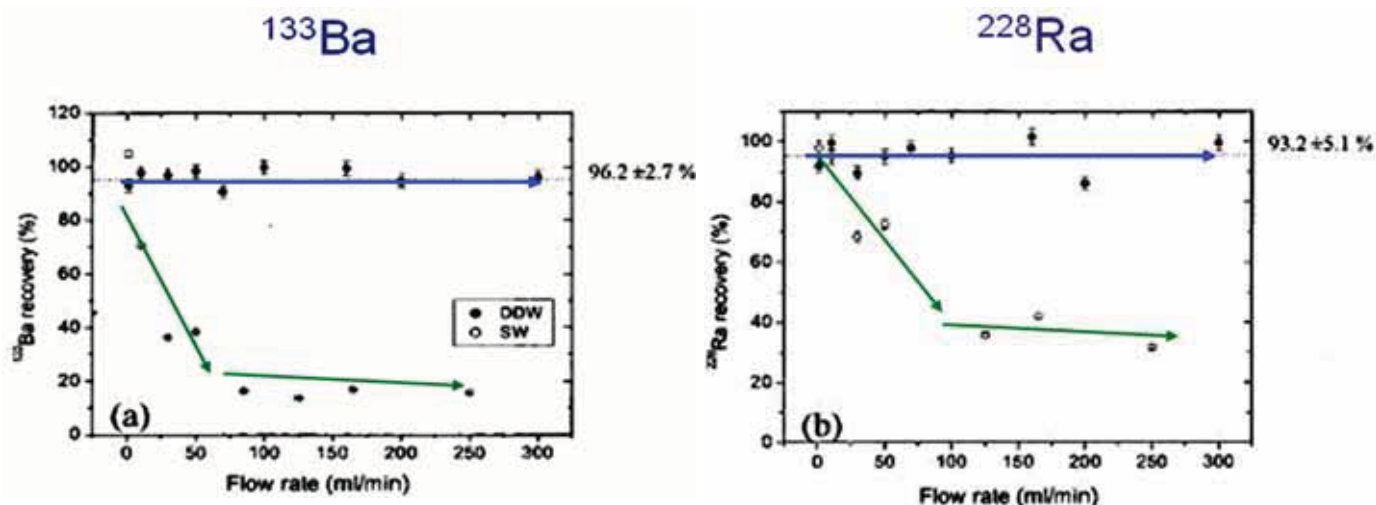 ¹³³Ba
²²⁸Ra
120
100
80
60
40
20
0
¹³³Ba recovery (%)
96.2 ±2.7 %
DDW
SW
(a)
0 50 100 150 200 250 300
Flow rate (ml/min)
100
80
60
40
20
0
²²⁸Ra recovery (%)
93.2 ±5.1 %
(b)
0 50 100 150 200 250 300
Flow rate (ml/min)